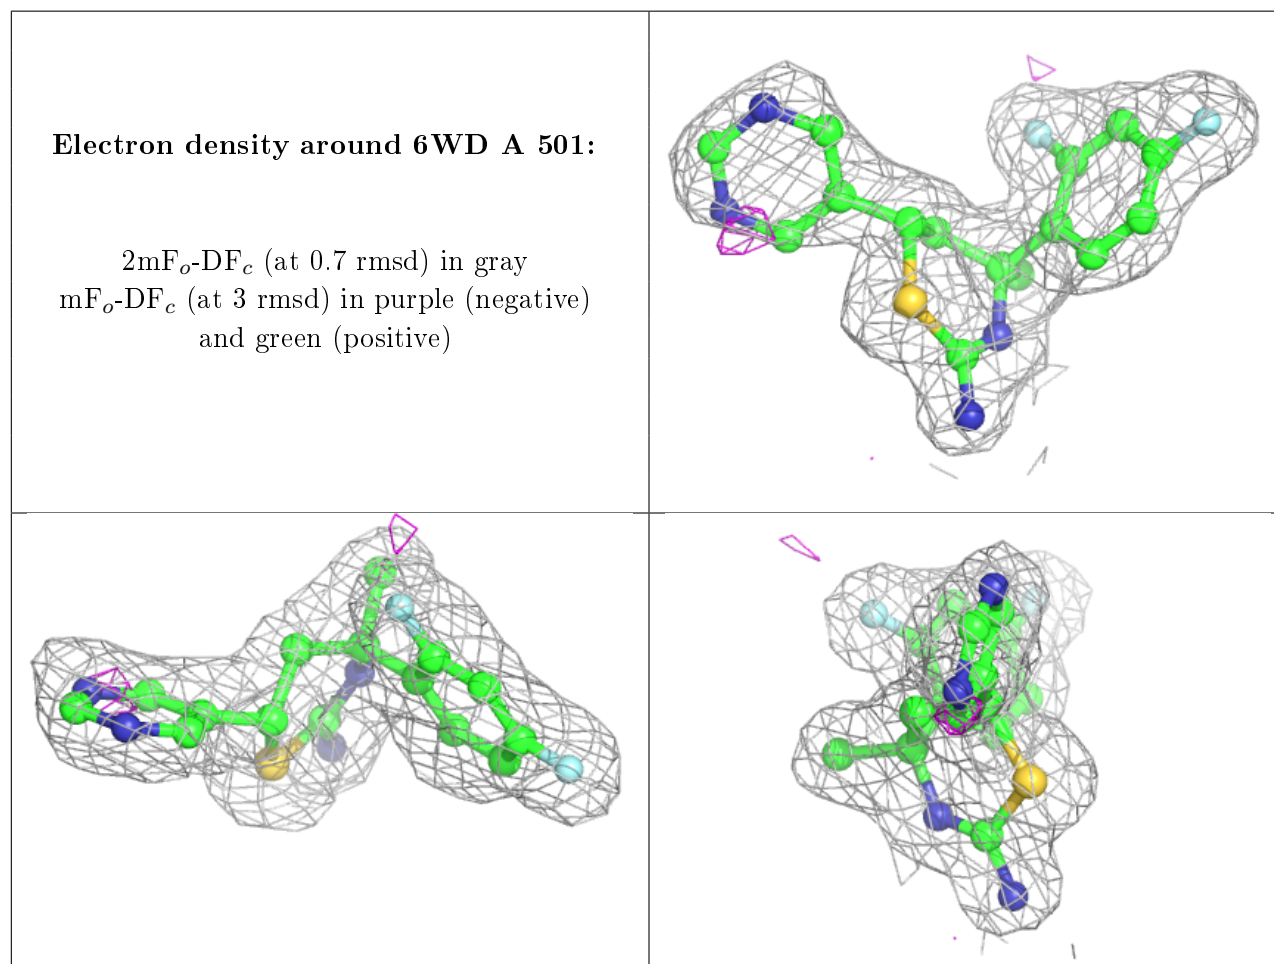 Electron density around 6WD A 501:
2mFₒ-DF𝒸 (at 0.7 rmsd) in gray
mFₒ-DF𝒸 (at 3 rmsd) in purple (negative)
and green (positive)